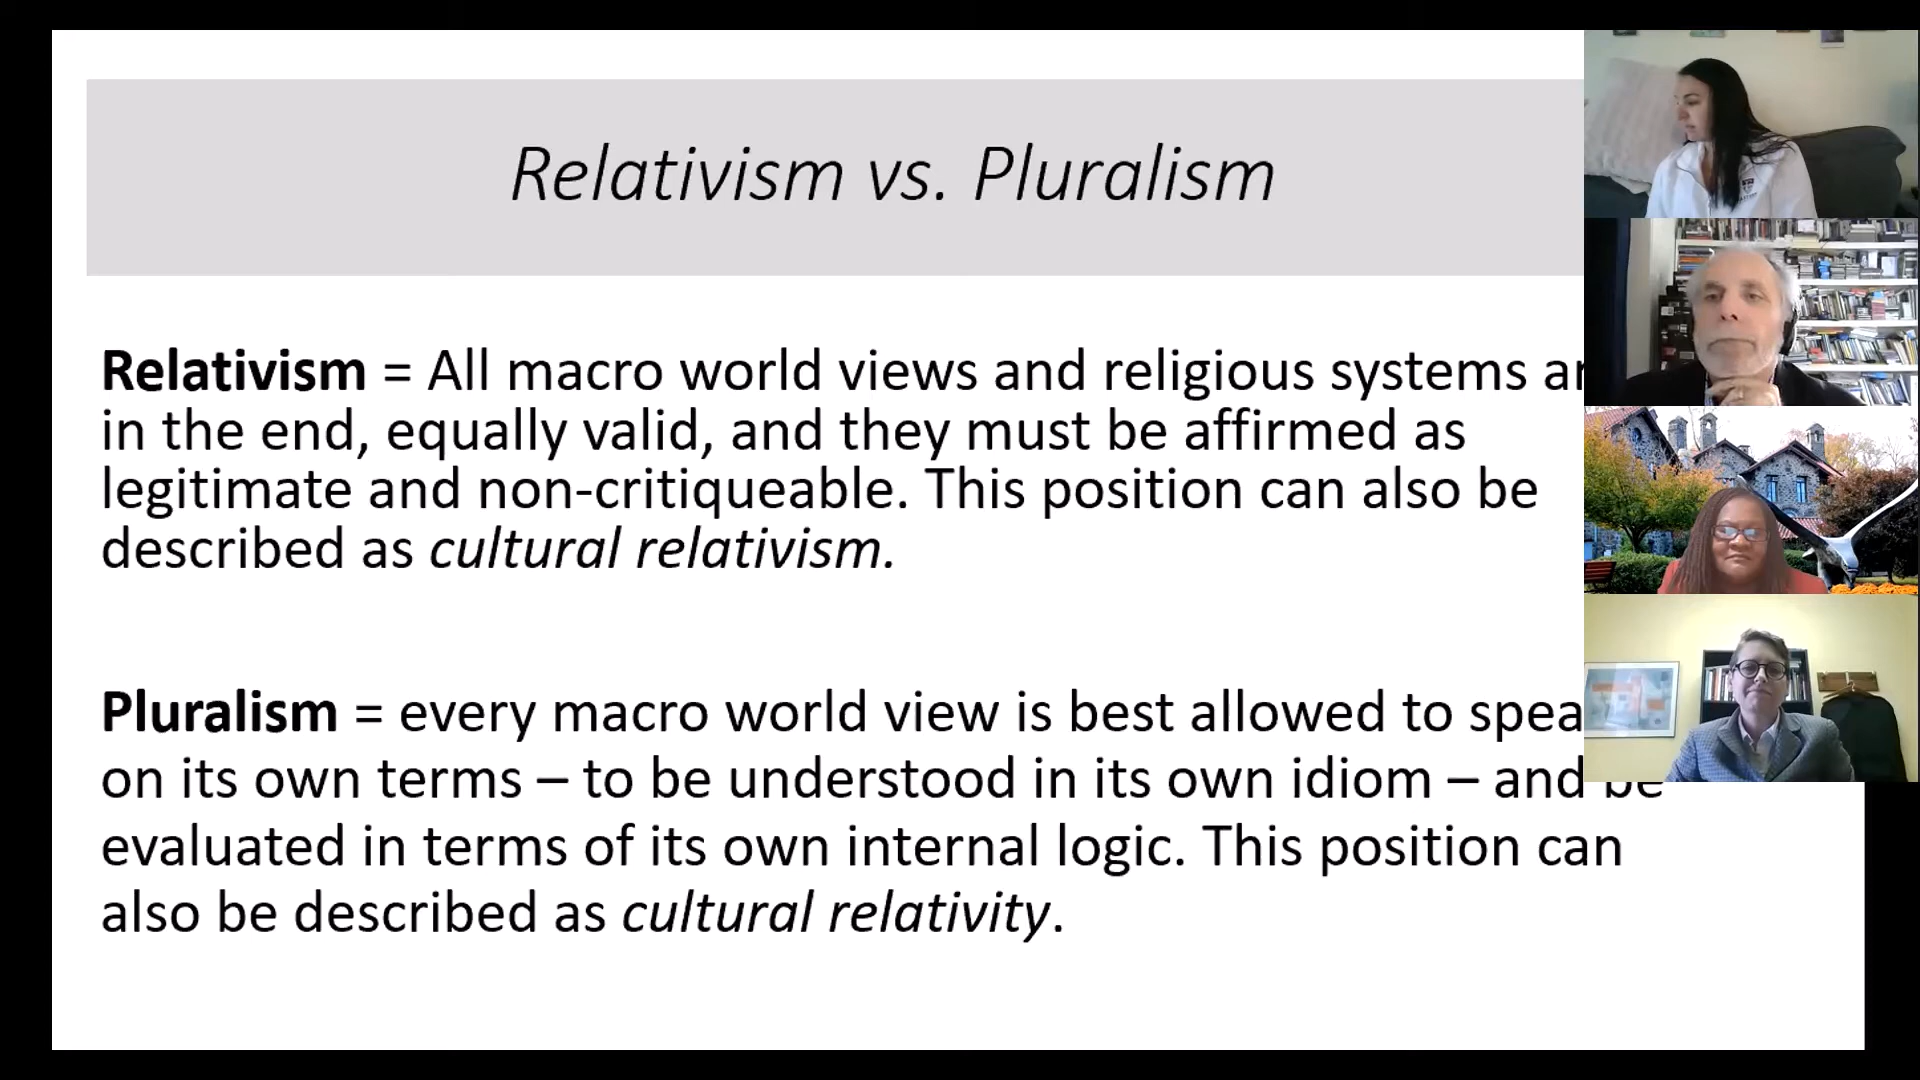 Relativism vs. Pluralism
Relativism = All macro world views and religious systems
in the end, equally valid, and they must be affirmed as
legitimate and non-critiqueable. This position can also be
described as cultural relativism.
Pluralism = every macro world view is best allowed to
on its own terms – to be understood in its own idiom – and be
evaluated in terms of its own internal logic. This position can
also be described as cultural relativity.